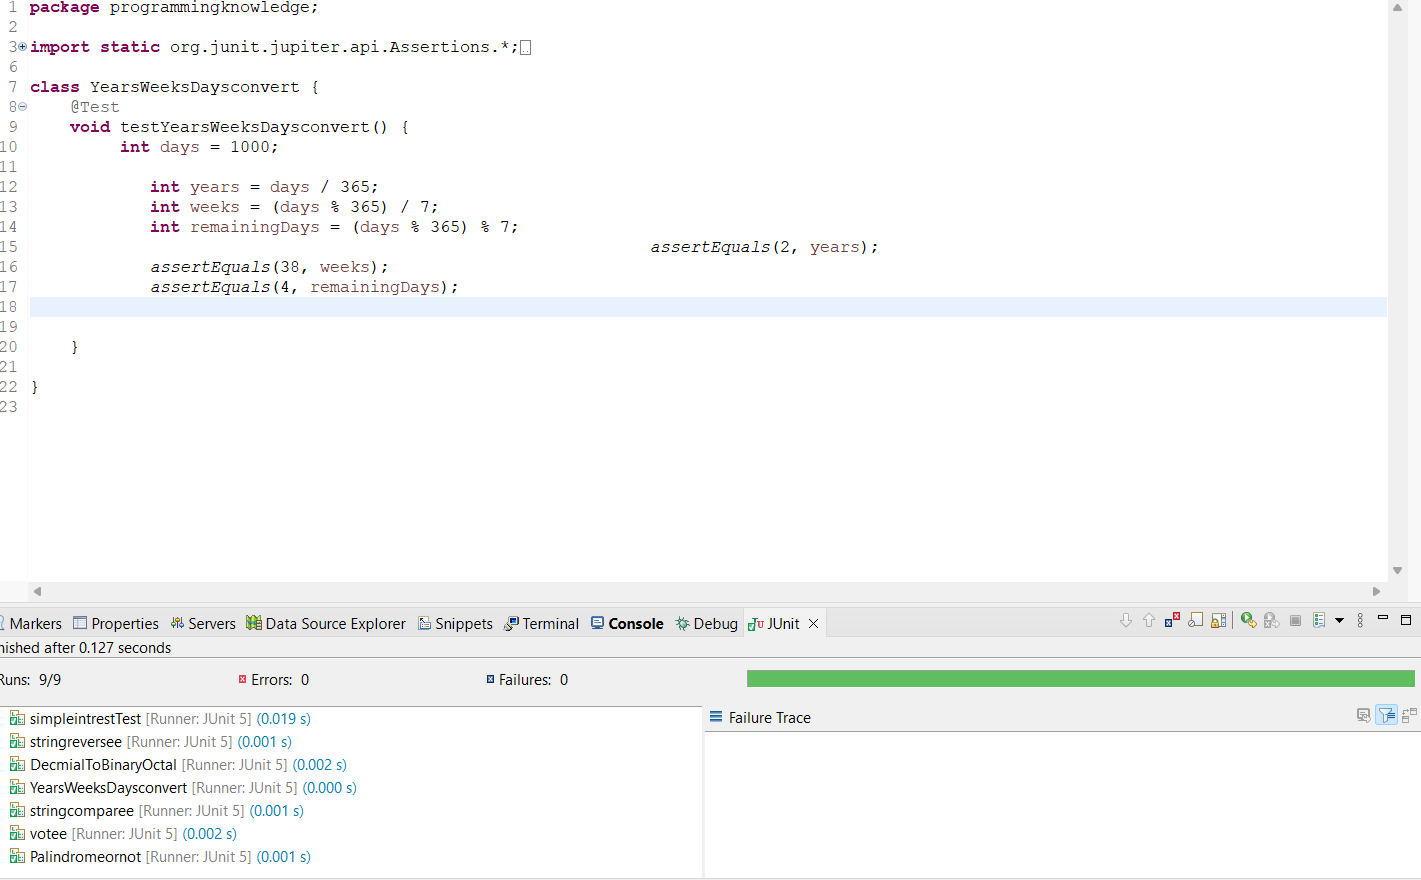 1 package programmingknowledge;
2
3 import static org.junit.jupiter.api.Assertions.*;
6
7 class YearsWeeksDaysconvert {
8 @Test
9 void testYearsWeeksDaysconvert() {
10 int days = 1000;
11
12 int years = days / 365;
13 int weeks = (days % 365) / 7;
14 int remainingDays = (days % 365) % 7;
15 assertEquals(2, years);
16 assertEquals(38, weeks);
17 assertEquals(4, remainingDays);
18
19
20 }
21
22 }
23
Markers Properties Servers Data Source Explorer Snippets Terminal Console Debug JUnit
nished after 0.127 seconds
Runs: 9/9 Errors: 0 Failures: 0
simpleintrestTest [Runner: JUnit 5] (0.019 s) Failure Trace
stringreversee [Runner: JUnit 5] (0.001 s)
DecmialToBinaryOctal [Runner: JUnit 5] (0.002 s)
YearsWeeksDaysconvert [Runner: JUnit 5] (0.000 s)
stringcomparee [Runner: JUnit 5] (0.001 s)
votee [Runner: JUnit 5] (0.002 s)
Palindromeornot [Runner: JUnit 5] (0.001 s)